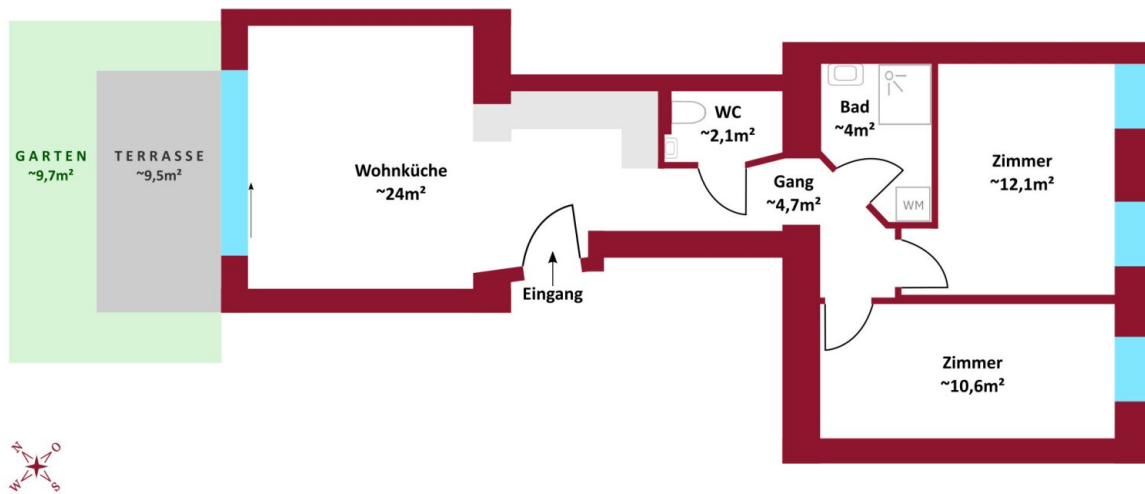 GARTEN
~9,7m²
TERRASSE
~9,5m²
Wohnküche
~24m²
Eingang
WC
~2,1m²
Gang
~4,7m²
Bad
~4m²
WM
Zimmer
~12,1m²
Zimmer
~10,6m²
N
O
W
S